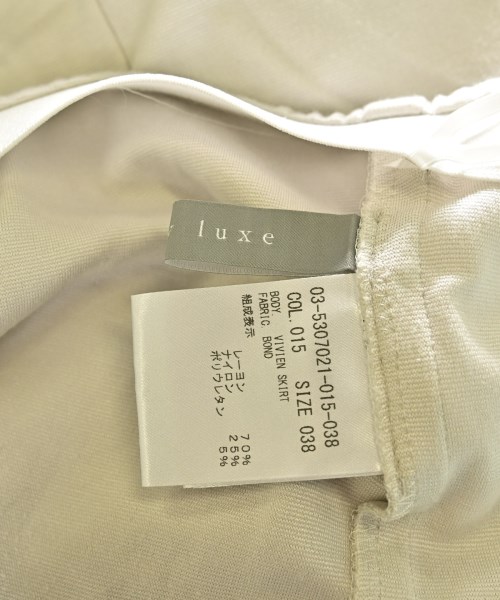 luxe
03-5307021-015-038
COL. 015 SIZE 038
BODY. VIVIEN SKIRT
FABRIC BOND
組成表示
レーヨン 70%
ナイロン 25%
ポリウレタン 5%